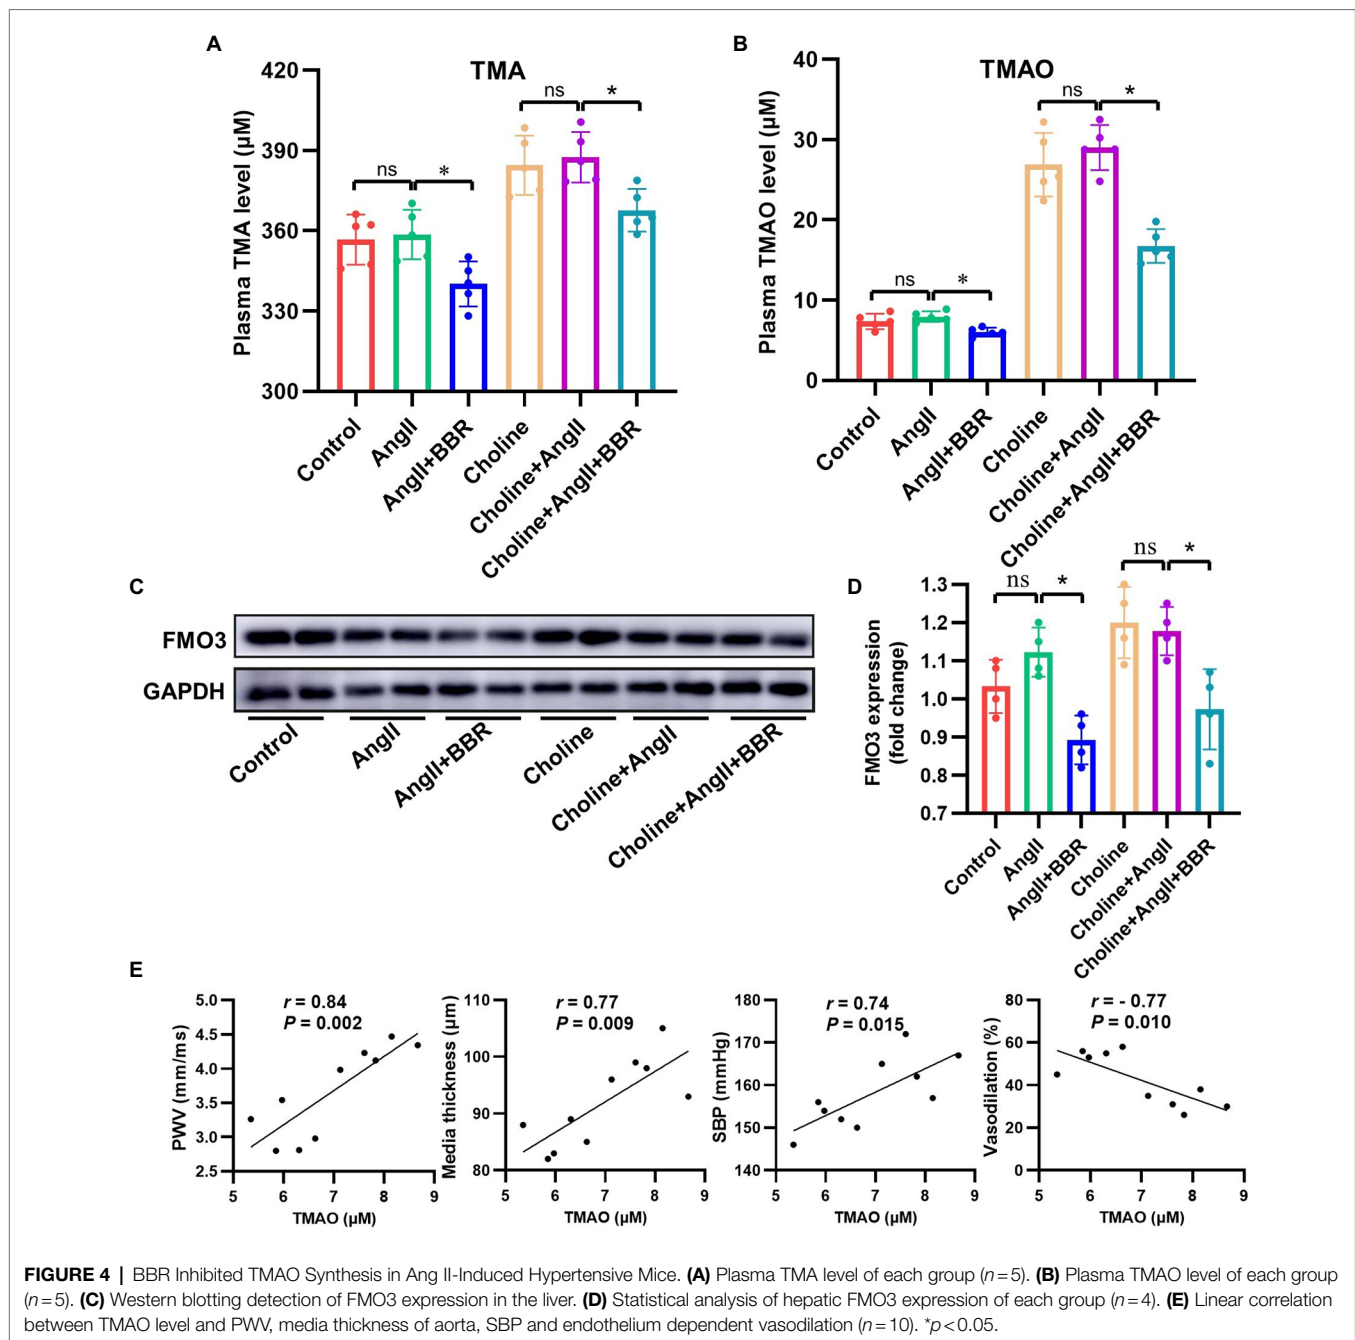 A
TMA
Plasma TMA level (µM)
420
390
360
330
300
ns
*
ns
*
Control
AngII
AngII+BBR
Choline
Choline+AngII
Choline+AngII+BBR
B
TMAO
Plasma TMAO level (µM)
40
30
20
10
0
ns
*
ns
*
Control
AngII
AngII+BBR
Choline
Choline+AngII
Choline+AngII+BBR
C
FMO3
GAPDH
Control
AngII
AngII+BBR
Choline
Choline+AngII
Choline+AngII+BBR
D
FMO3 expression
(fold change)
1.3
1.2
1.1
1.0
0.9
0.8
0.7
ns
*
ns
*
Control
AngII
AngII+BBR
Choline
Choline+AngII
Choline+AngII+BBR
E
PWV (mm/ms)
5.0
4.5
4.0
3.5
3.0
2.5
r = 0.84
P = 0.002
5 6 7 8 9
TMAO (µM)
Media thickness (µm)
110
100
90
80
r = 0.77
P = 0.009
5 6 7 8 9
TMAO (µM)
SBP (mmHg)
180
170
160
150
140
r = 0.74
P = 0.015
5 6 7 8 9
TMAO (µM)
Vasodilation (%)
80
60
40
20
0
r = - 0.77
P = 0.010
5 6 7 8 9
TMAO (µM)
FIGURE 4 | BBR Inhibited TMAO Synthesis in Ang II-Induced Hypertensive Mice. (A) Plasma TMA level of each group (n=5). (B) Plasma TMAO level of each group
(n=5). (C) Western blotting detection of FMO3 expression in the liver. (D) Statistical analysis of hepatic FMO3 expression of each group (n=4). (E) Linear correlation
between TMAO level and PWV, media thickness of aorta, SBP and endothelium dependent vasodilation (n=10). *p<0.05.